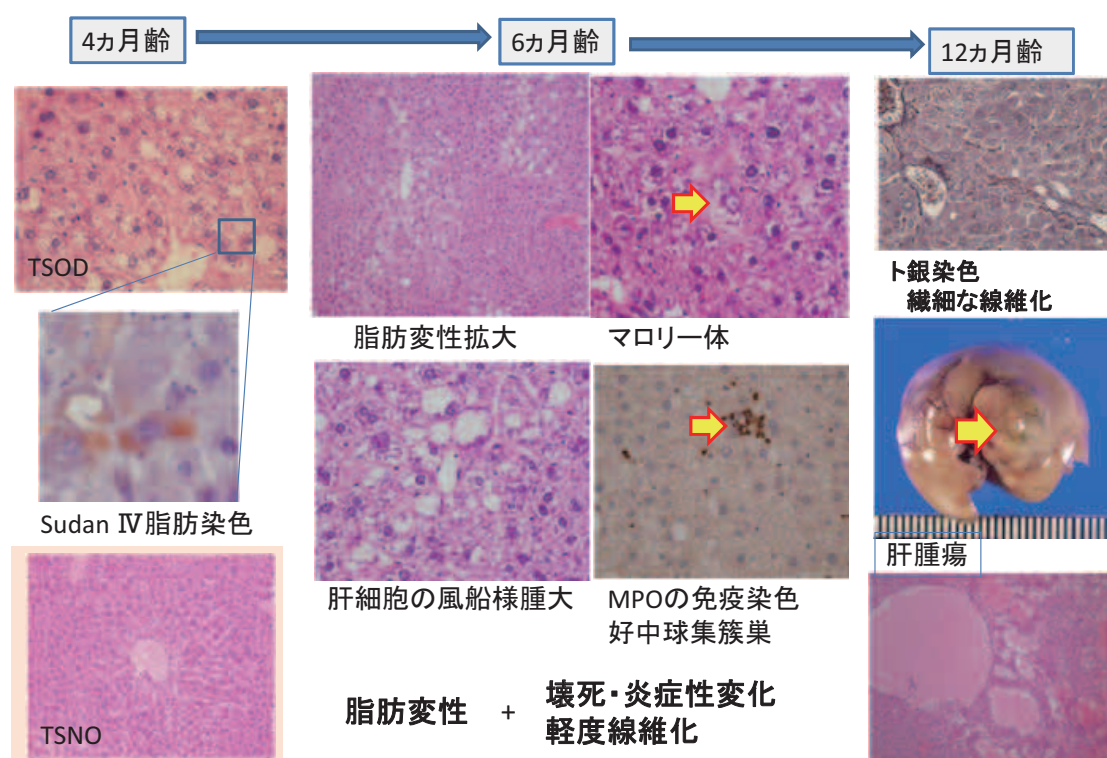 4ヵ月齢
6ヵ月齢
12ヵ月齢
TSOD
Sudan Ⅳ脂肪染色
TSNO
脂肪変性拡大
マロリー体
肝細胞の風船様腫大
MPOの免疫染色
好中球集簇巣
脂肪変性 + 壊死・炎症性変化
軽度線維化
ト銀染色
繊細な線維化
肝腫瘍